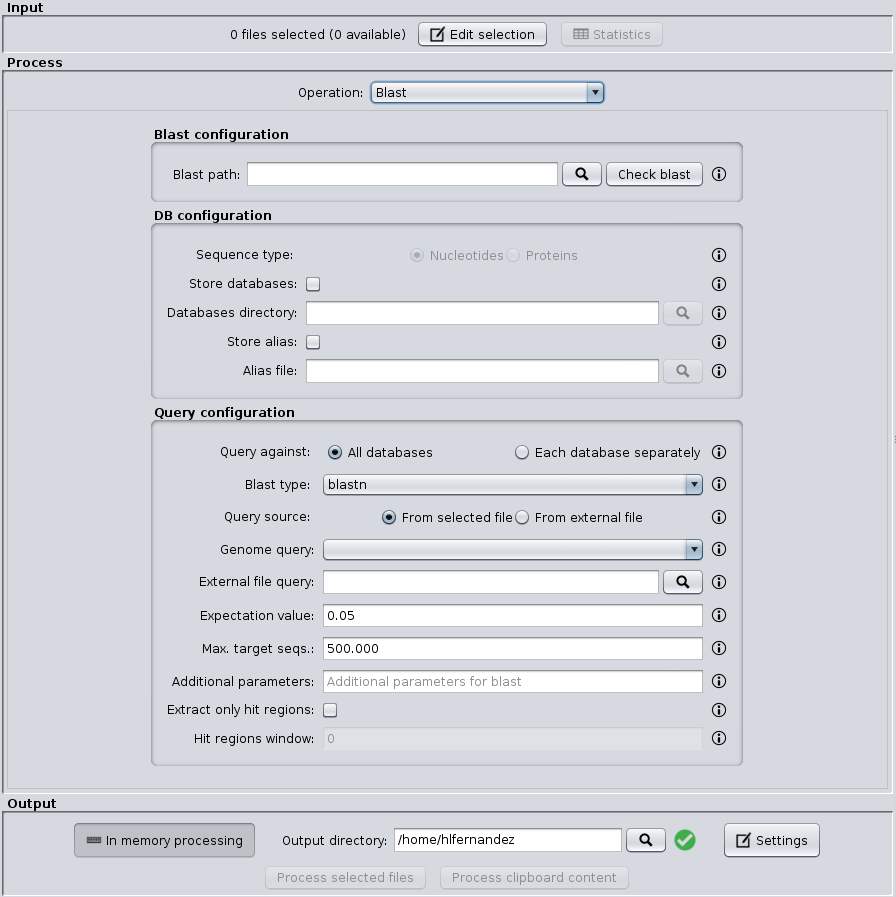 Input
0 files selected (0 available) Edit selection Statistics
Process
Operation: Blast
Blast configuration
Blast path: Check blast
DB configuration
Sequence type: Nucleotides Proteins
Store databases:
Databases directory:
Store alias:
Alias file:
Query configuration
Query against: All databases Each database separately
Blast type: blastn
Query source: From selected file From external file
Genome query:
External file query:
Expectation value: 0.05
Max. target seqs.: 500.000
Additional parameters: Additional parameters for blast
Extract only hit regions:
Hit regions window: 0
Output
In memory processing Output directory: /home/hlfernandez Settings
Process selected files Process clipboard content